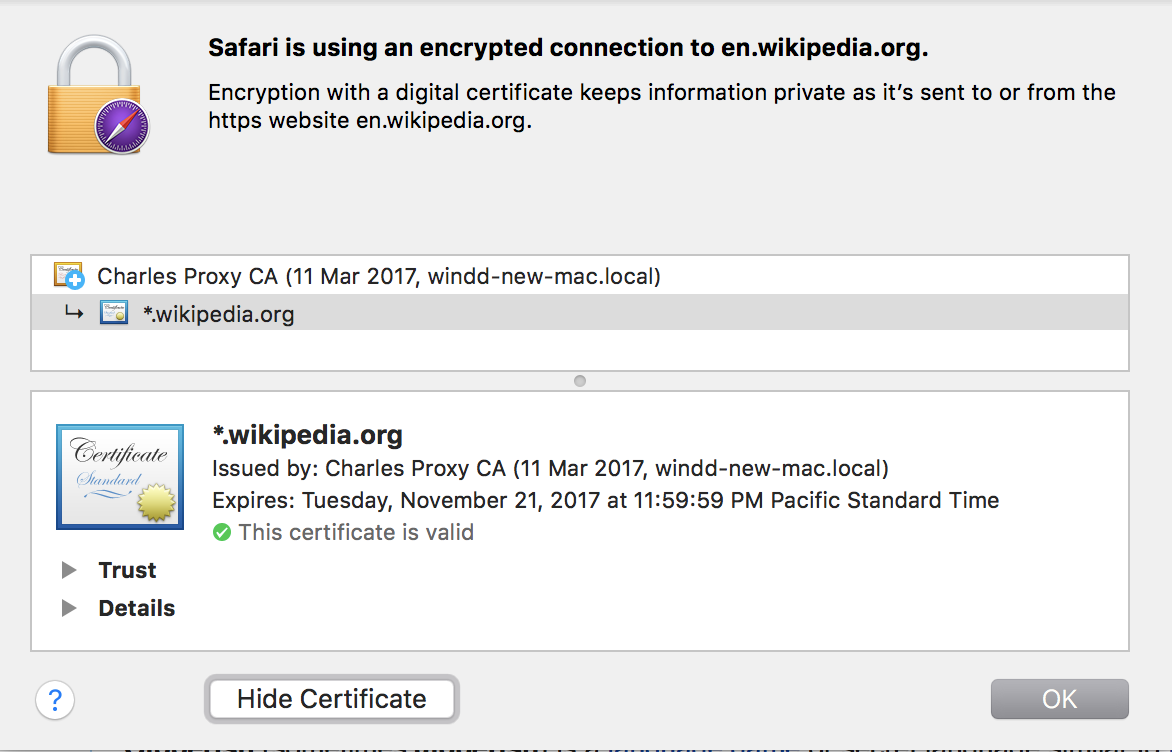 Safari is using an encrypted connection to en.wikipedia.org.
Encryption with a digital certificate keeps information private as it’s sent to or from the
https website en.wikipedia.org.
Charles Proxy CA (11 Mar 2017, windd-new-mac.local)
*.wikipedia.org
Certificate
Standard
*.wikipedia.org
Issued by: Charles Proxy CA (11 Mar 2017, windd-new-mac.local)
Expires: Tuesday, November 21, 2017 at 11:59:59 PM Pacific Standard Time
This certificate is valid
Trust
Details
?
Hide Certificate
OK